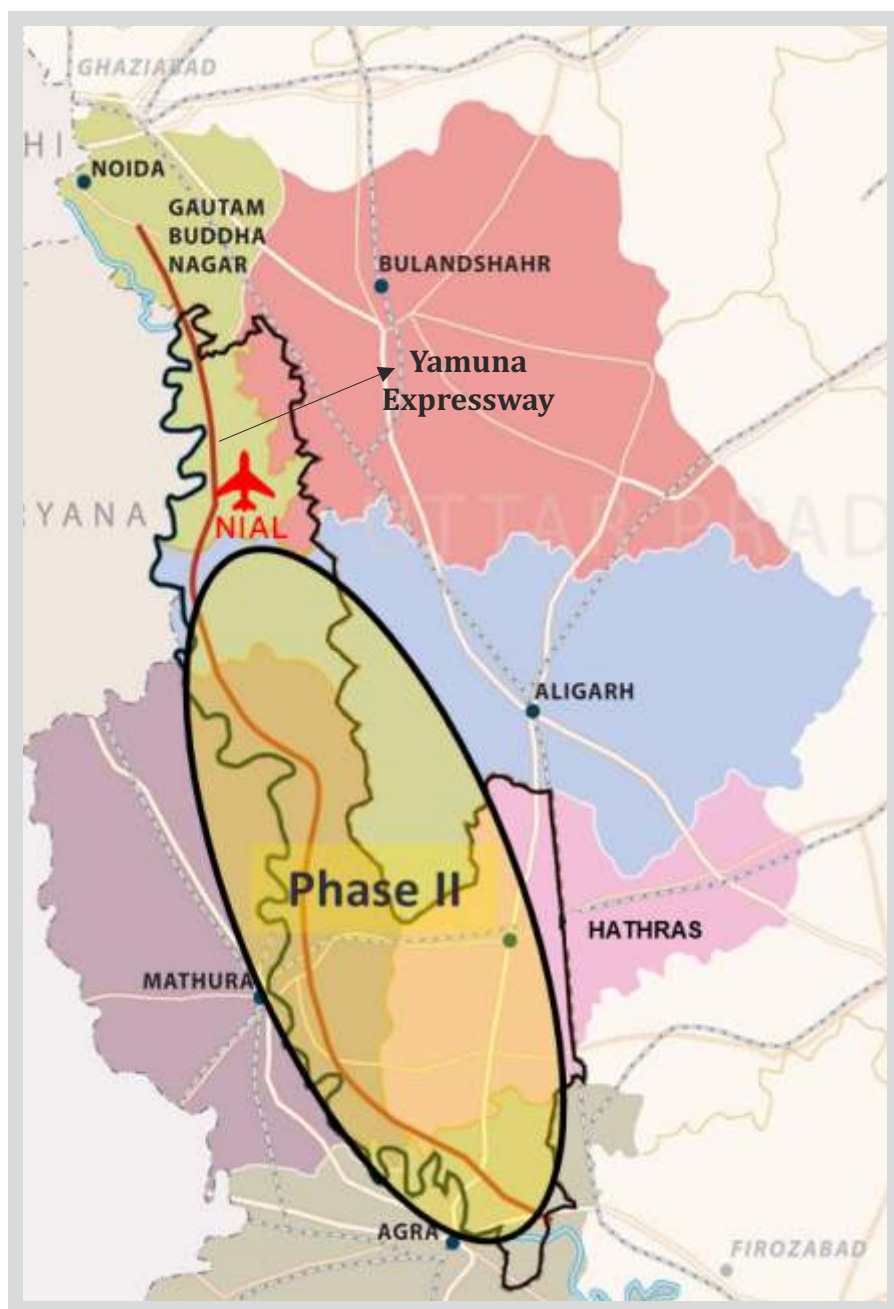 GHAZIABAD
HI
NOIDA
GAUTAM
BUDDHA
NAGAR
BULANDSHAHR
Yamuna
Expressway
YANA
NIAL
UTTAR PRAD
ALIGARH
Phase II
HATHRAS
MATHURA
AGRA
FIROZABAD